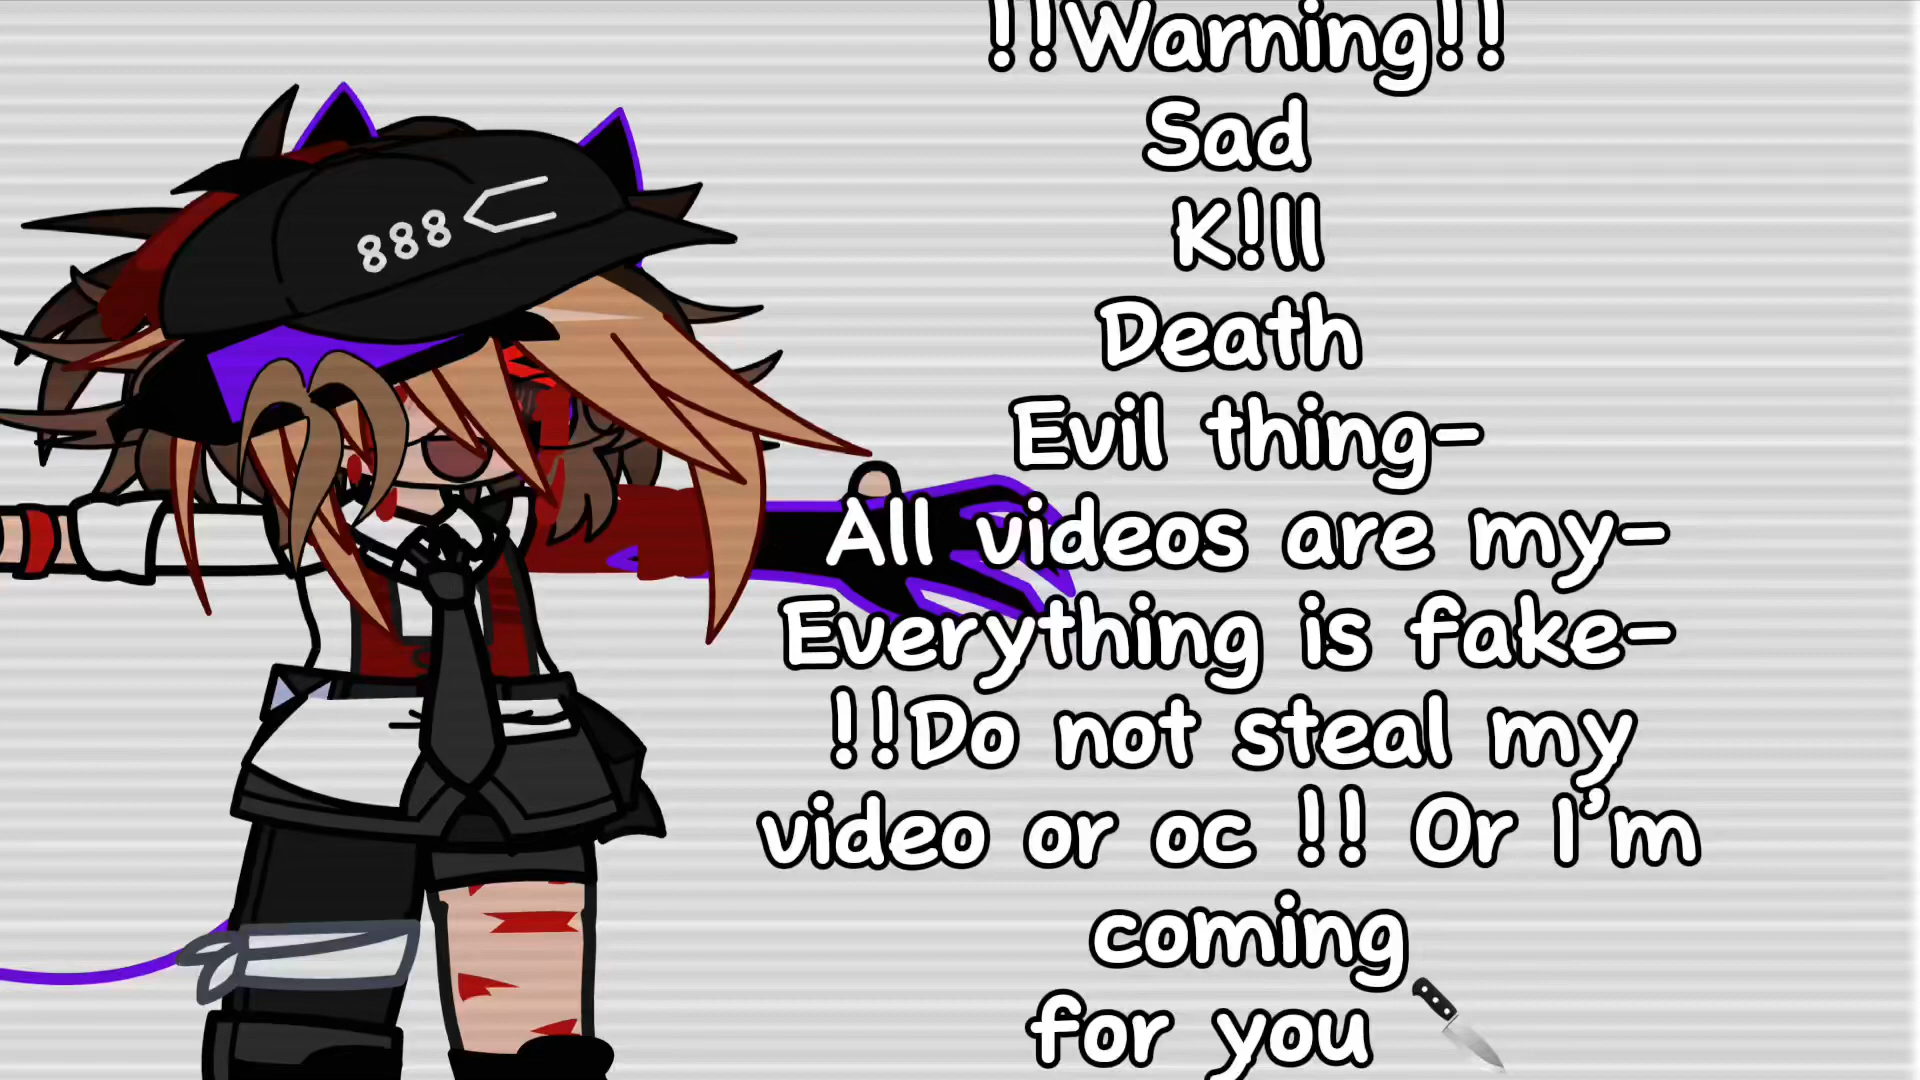 !!Warning!!
Sad
K!ll
Death
Evil thing-
All videos are my-
Everything is fake-
!!Do not steal my
video or oc !! Or I'm
coming
for you
888